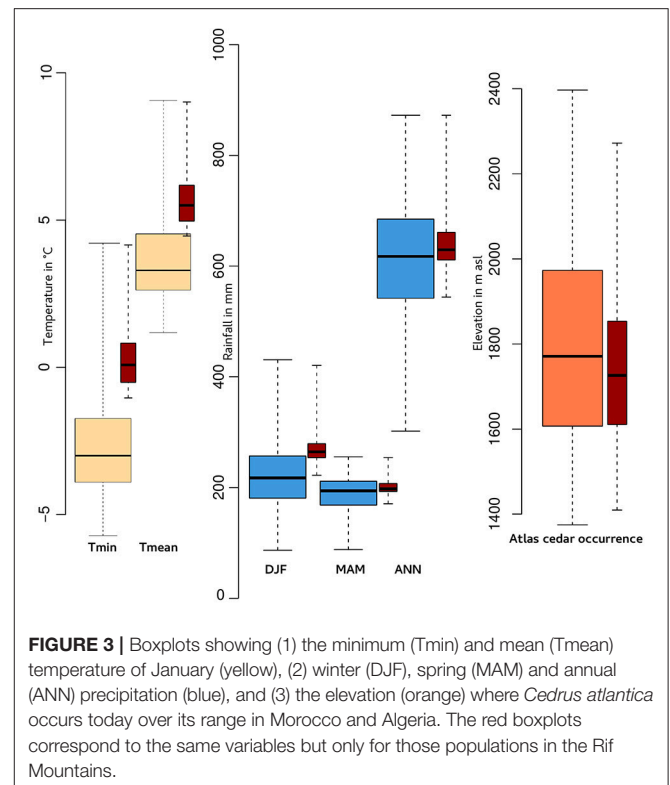 Temperature in °C
10
5
0
−5
Tmin Tmean
Rainfall in mm
1000
800
600
400
200
0
DJF MAM ANN
Elevation in m asl
2400
2200
2000
1800
1600
1400
Atlas cedar occurrence
FIGURE 3 | Boxplots showing (1) the minimum (Tmin) and mean (Tmean)
temperature of January (yellow), (2) winter (DJF), spring (MAM) and annual
(ANN) precipitation (blue), and (3) the elevation (orange) where Cedrus atlantica
occurs today over its range in Morocco and Algeria. The red boxplots
correspond to the same variables but only for those populations in the Rif
Mountains.